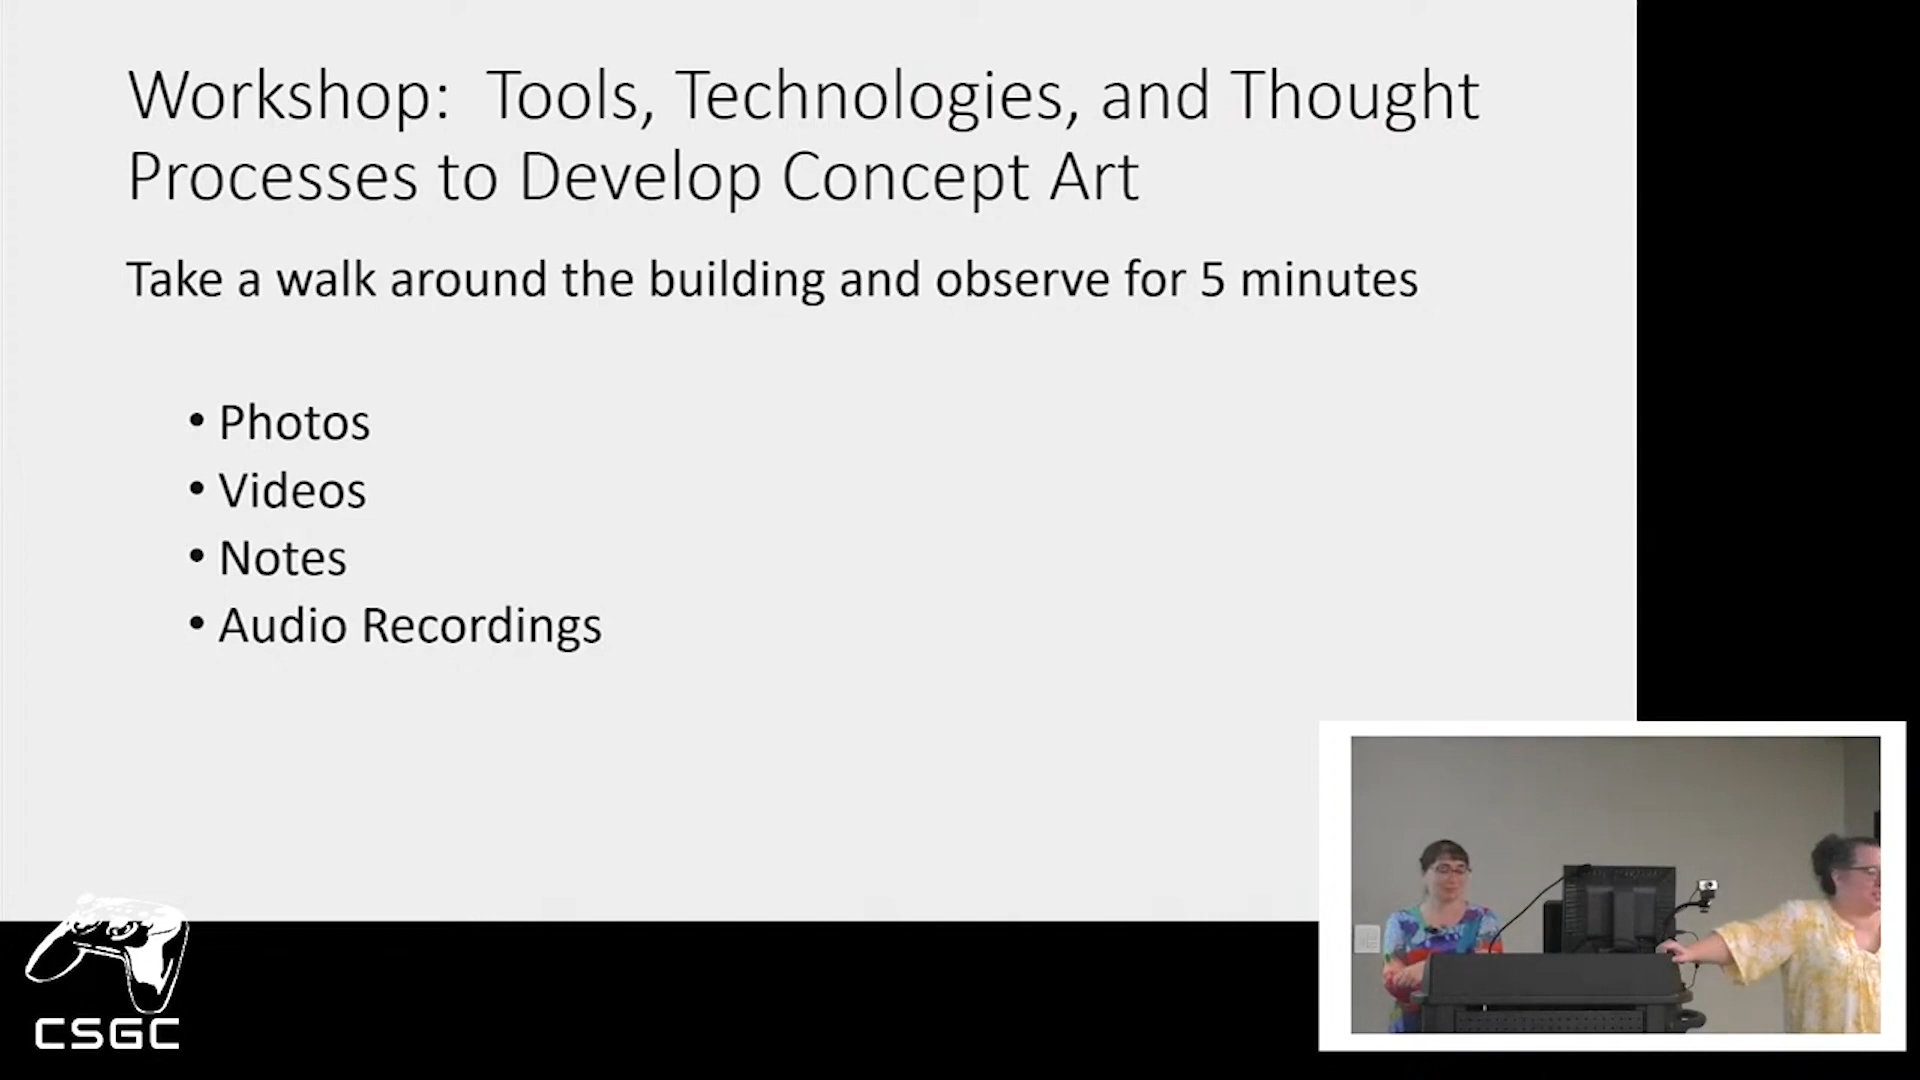 Workshop:  Tools, Technologies, and Thought
Processes to Develop Concept Art
Take a walk around the building and observe for 5 minutes
• Photos
• Videos
• Notes
• Audio Recordings
CSGC